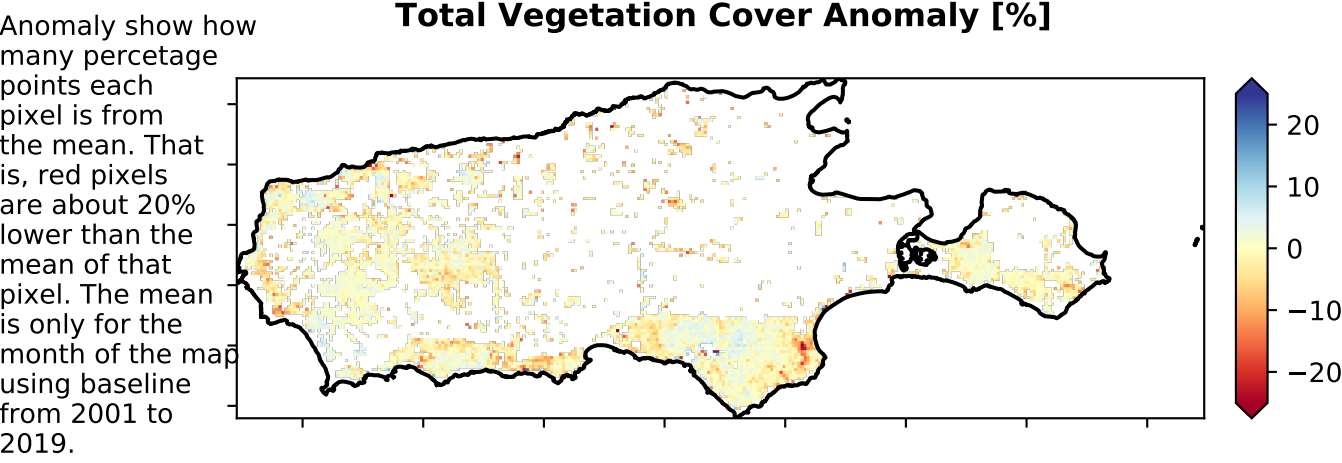 Total Vegetation Cover Anomaly [%]
Anomaly show how
many percetage
points each
pixel is from
the mean. That
is, red pixels
are about 20%
lower than the
mean of that
pixel. The mean
is only for the
month of the map
using baseline
from 2001 to
2019.
20
10
0
−10
−20